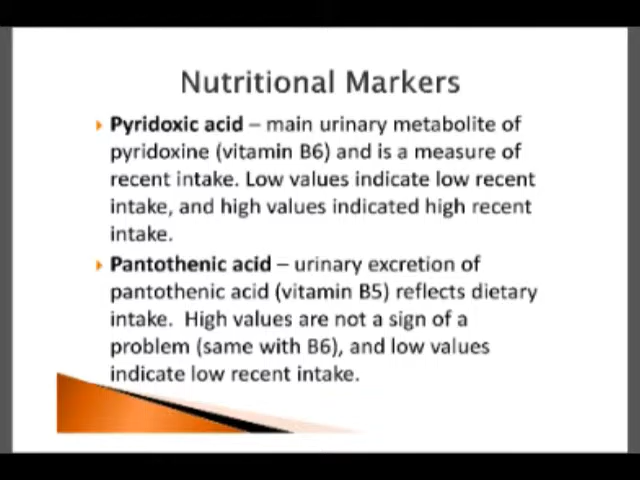 Nutritional Markers
Pyridoxic acid – main urinary metabolite of
pyridoxine (vitamin B6) and is a measure of
recent intake. Low values indicate low recent
intake, and high values indicated high recent
intake.
Pantothenic acid – urinary excretion of
pantothenic acid (vitamin B5) reflects dietary
intake.  High values are not a sign of a
problem (same with B6), and low values
indicate low recent intake.